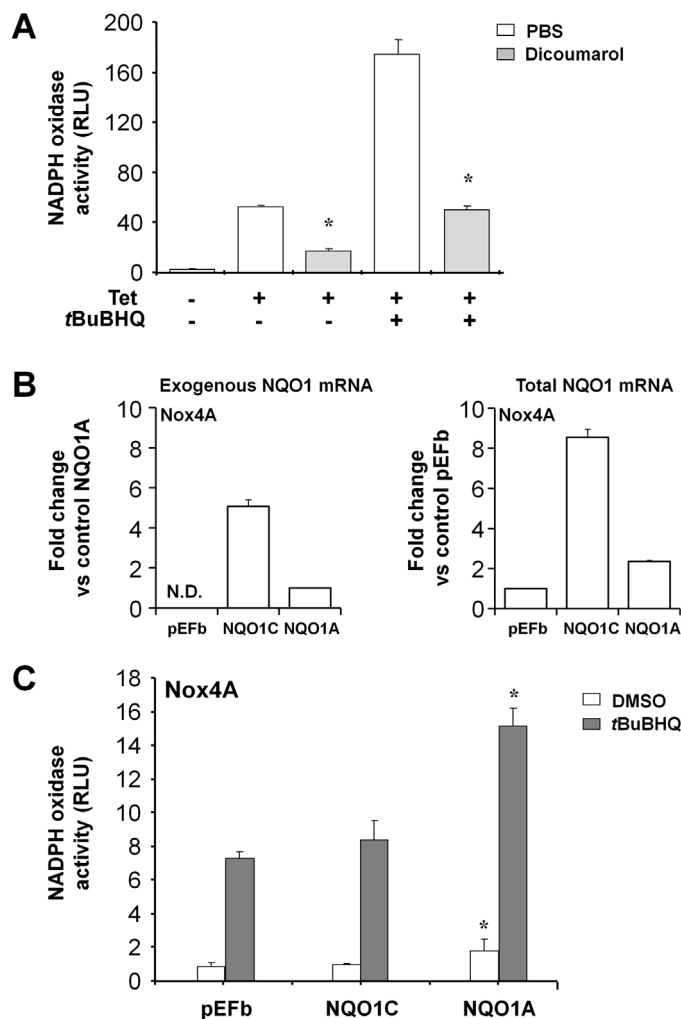 A
NADPH oxidase
activity (RLU)
200
160
120
80
40
0
PBS
Dicoumarol
*
*
Tet - + + + +
tBuBHQ - - - + +
B
Exogenous NQO1 mRNA
Nox4A
Fold change
vs control NQO1A
10
8
6
4
2
0
N.D.
pEFb NQO1C NQO1A
Total NQO1 mRNA
Nox4A
Fold change
vs control pEFb
10
8
6
4
2
0
pEFb NQO1C NQO1A
C
Nox4A
NADPH oxidase
activity (RLU)
18
16
14
12
10
8
6
4
2
0
DMSO
tBuBHQ
*
*
pEFb NQO1C NQO1A